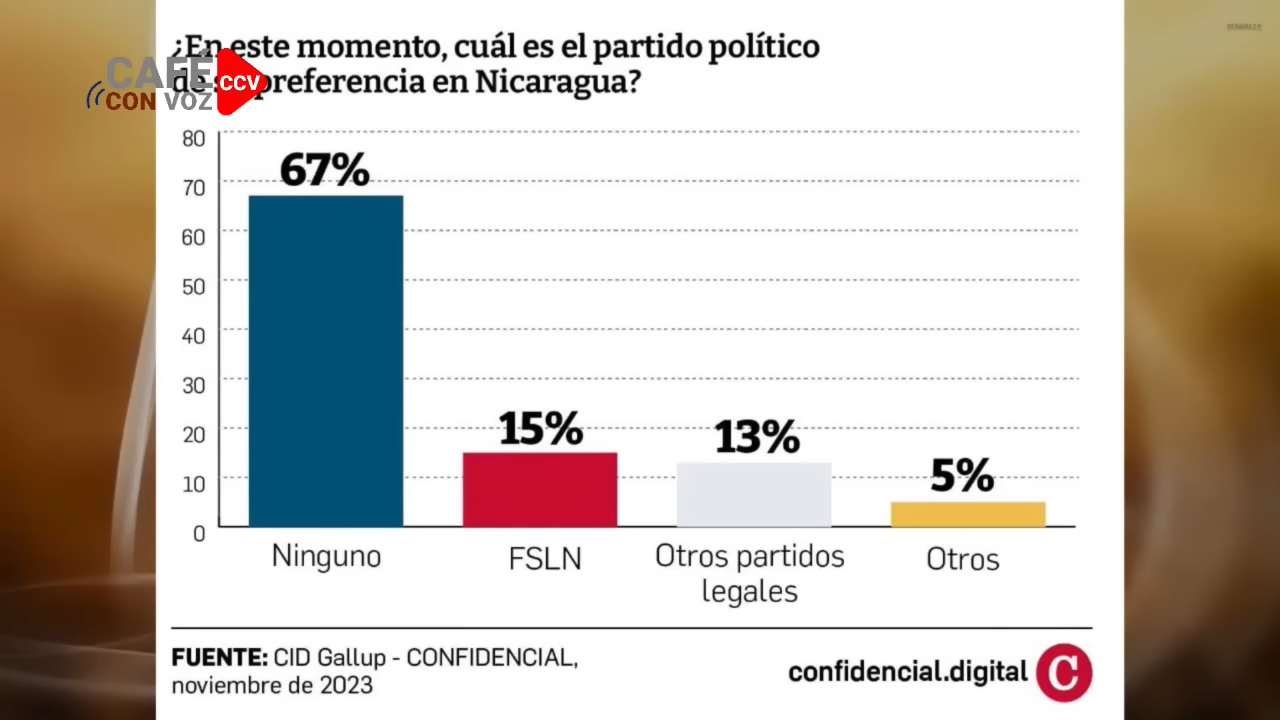 ¿En este momento, cuál es el partido político
de su preferencia en Nicaragua?
CAFÉ
CON VOZ
CCV
80
70
60
50
40
30
20
10
0
67%
15%
13%
5%
Ninguno
FSLN
Otros partidos
legales
Otros
FUENTE: CID Gallup - CONFIDENCIAL,
noviembre de 2023
confidencial.digital
C